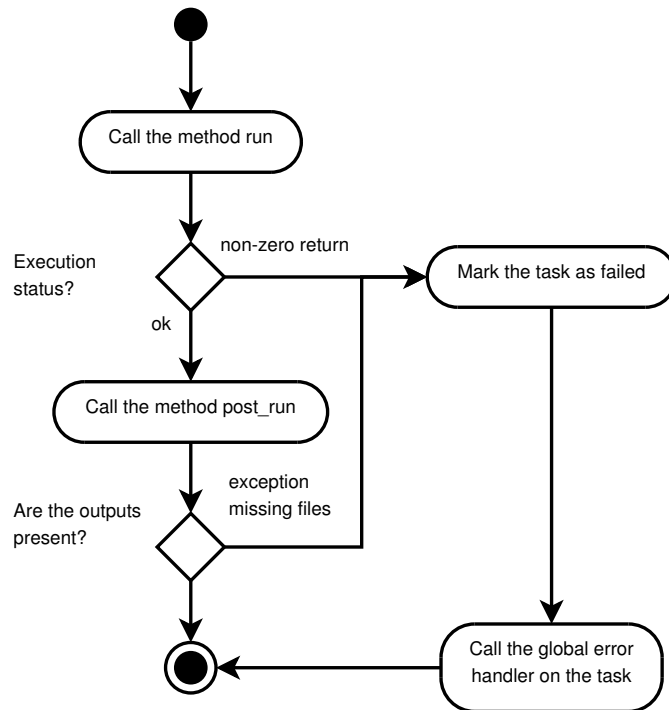 Call the method run
non-zero return
Execution
status?
Mark the task as failed
ok
Call the method post_run
exception
missing files
Are the outputs
present?
Call the global error
handler on the task